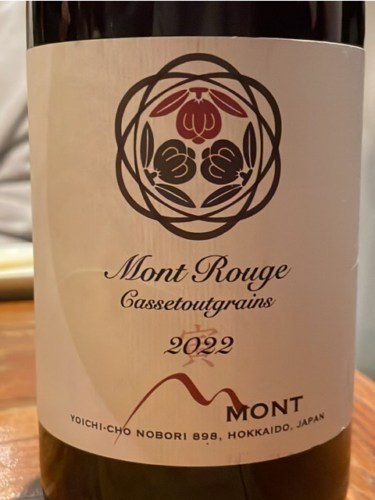 Mont Rouge
Cassetoutgrains
寅
2022
MONT
YOICHI-CHO NOBORI 898, HOKKAIDO, JAPAN